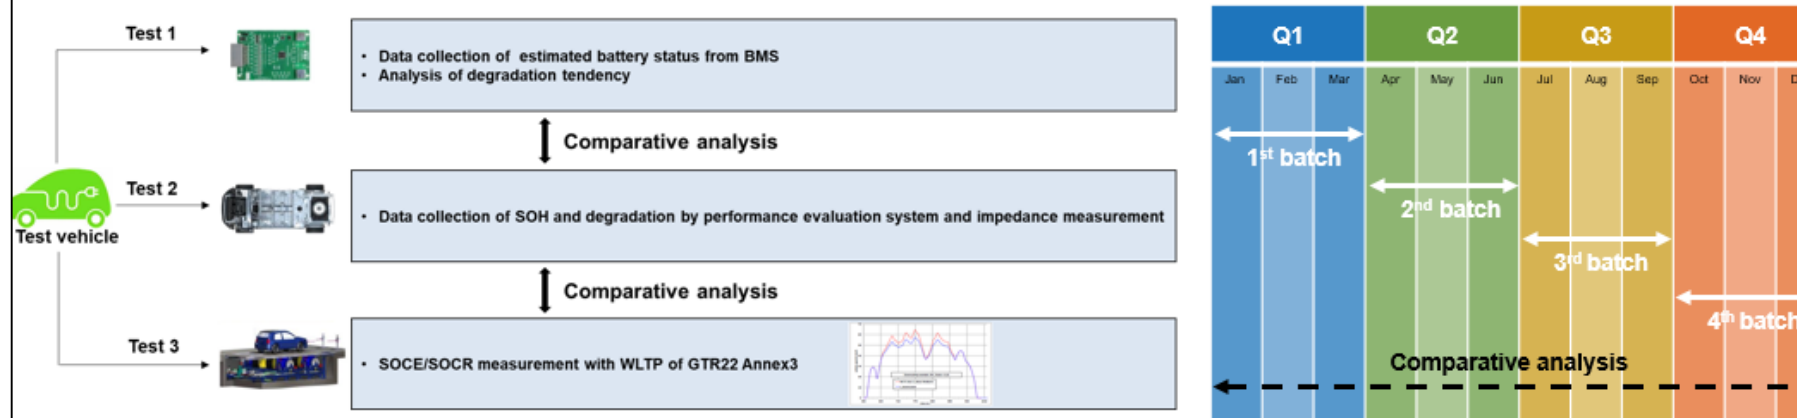 Test 1
• Data collection of estimated battery status from BMS
• Analysis of degradation tendency
Comparative analysis
Test 2
Test vehicle
• Data collection of SOH and degradation by performance evaluation system and impedance measurement
Comparative analysis
Test 3
• SOCE/SOCR measurement with WLTP of GTR22 Annex3
Q1 Q2 Q3 Q4
Jan Feb Mar Apr May Jun Jul Aug Sep Oct Nov
1st batch
2nd batch
3rd batch
4th batch
Comparative analysis